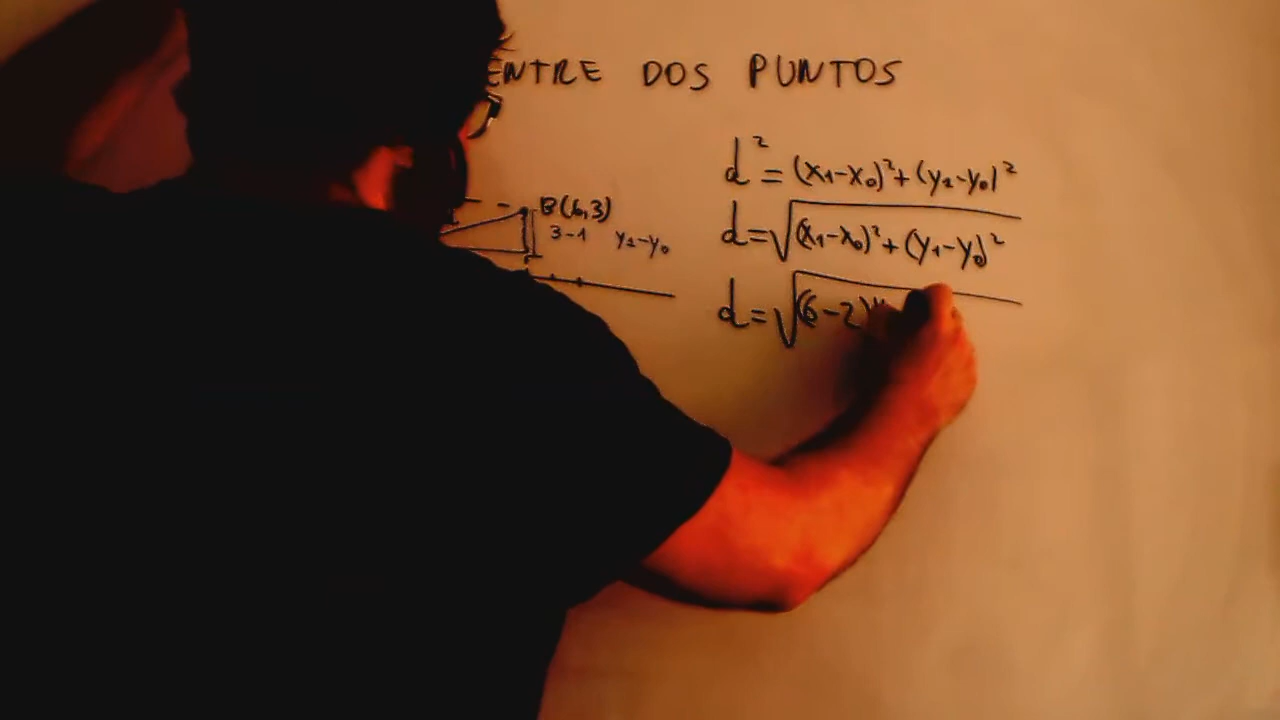 ENTRE DOS PUNTOS
d² = (x₁-x₀)²+(y₁-y₀)²
B(6,3)
3-1 y₁-y₀
d=√(x₁-x₀)²+(y₁-y₀)²
d=√(6-2)